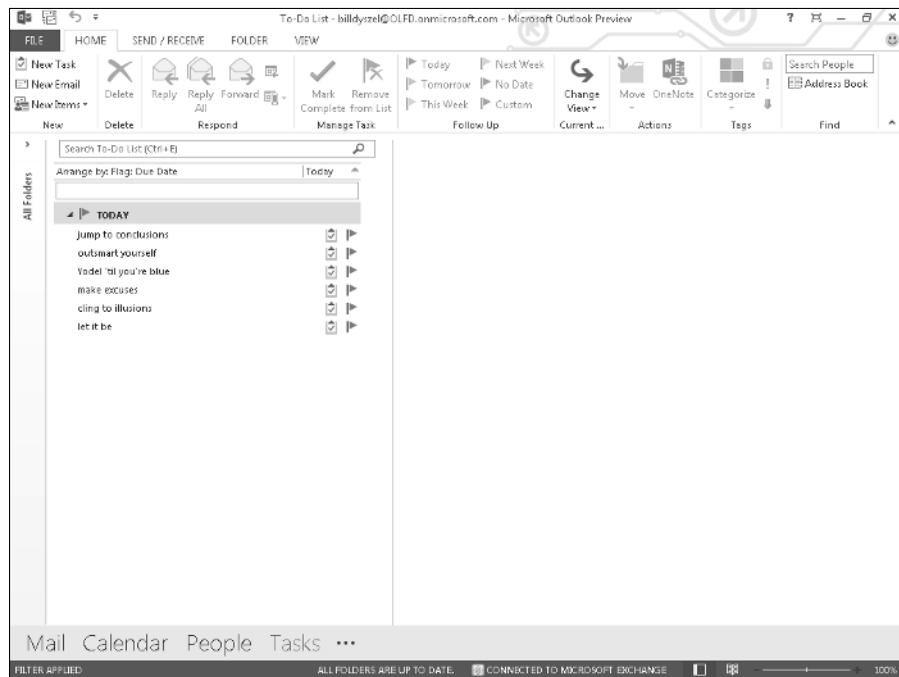 To-Do List - billdyszel@OLFD.onmicrosoft.com - Microsoft Outlook Preview
FILE HOME SEND / RECEIVE FOLDER VIEW
New Task
New Email
New Items
Delete
Reply
Reply All
Forward
Mark Complete
Remove from List
Today
Tomorrow
This Week
Next Week
No Date
Custom
Change View
Move
OneNote
Categorize
Search People
Address Book
New Delete Respond Manage Task Follow Up Current ... Actions Tags Find
All Folders
Search To-Do List (Ctrl+E)
Arrange by: Flag: Due Date Today
TODAY
jump to conclusions
outsmart yourself
Yodel 'til you're blue
make excuses
cling to illusions
let it be
Mail Calendar People Tasks •••
FILTER APPLIED ALL FOLDERS ARE UP TO DATE. CONNECTED TO MICROSOFT EXCHANGE 100%